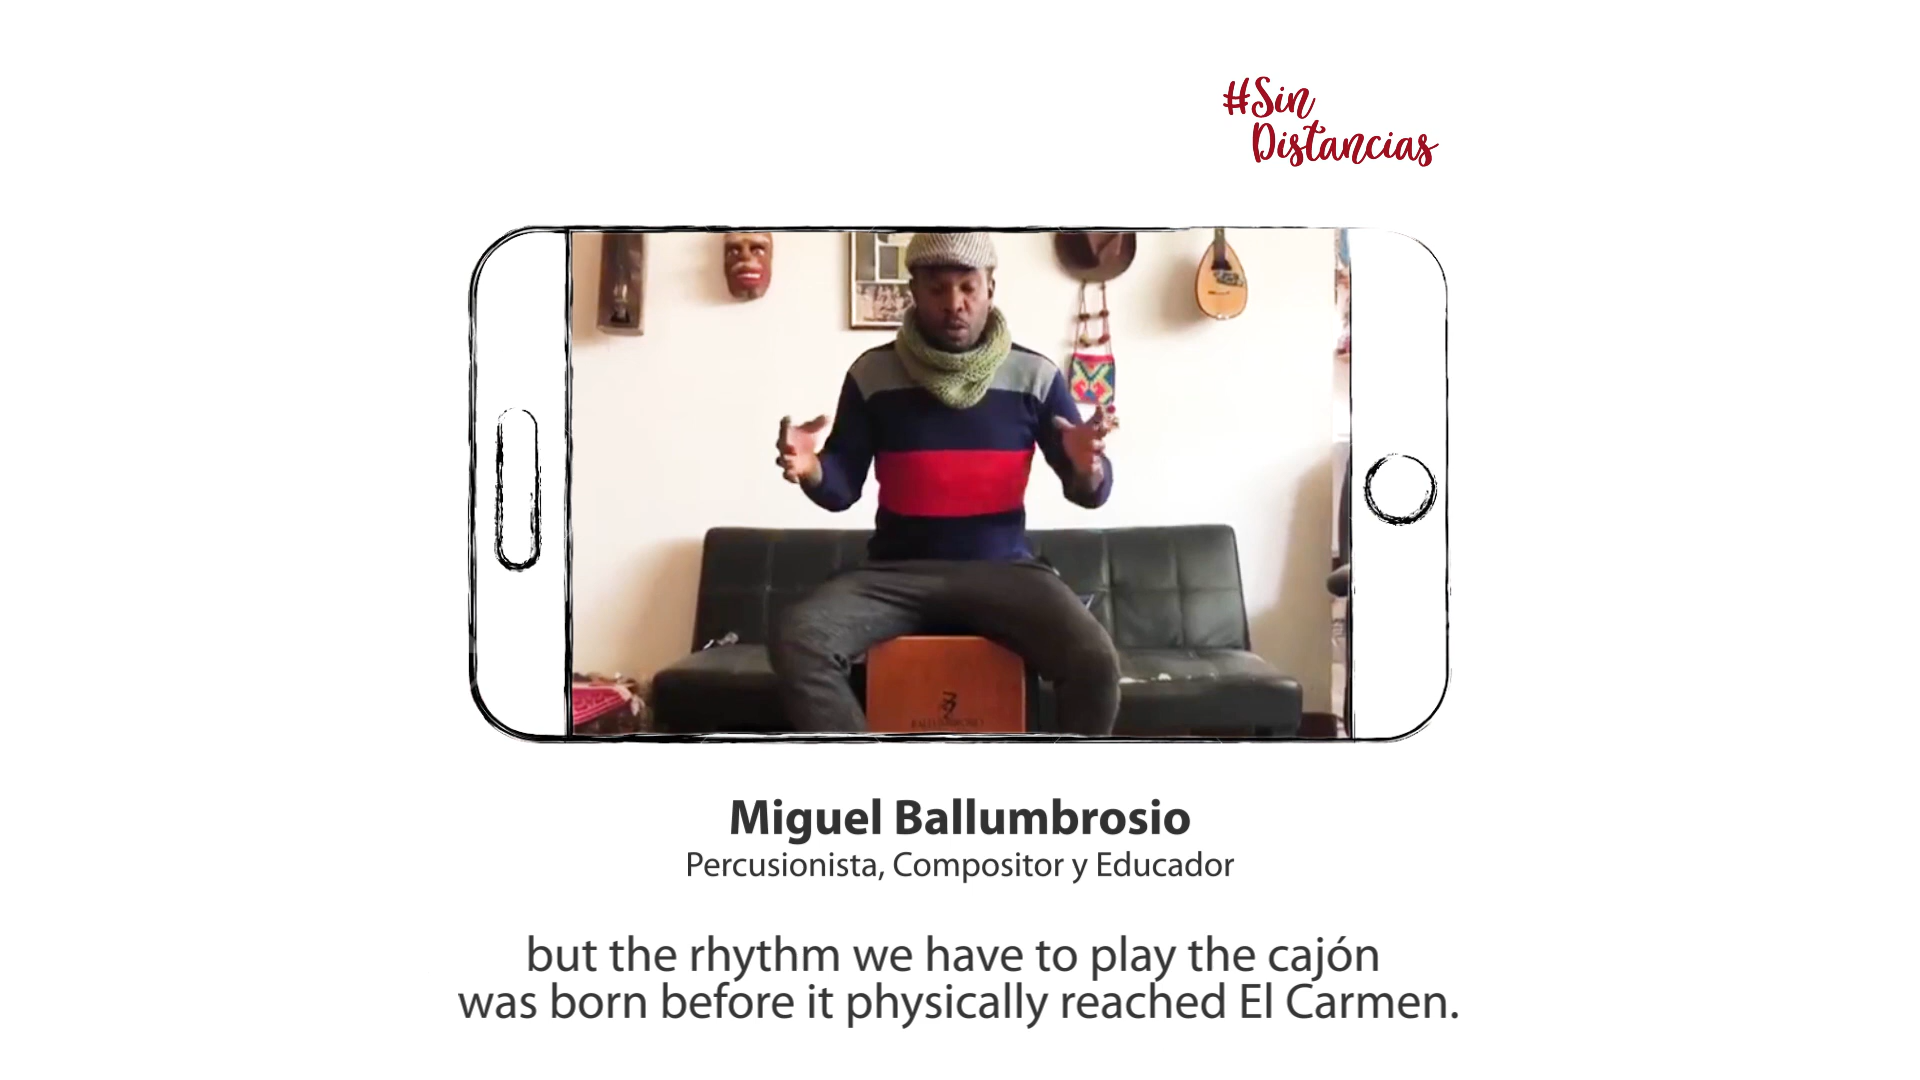 #Sin
Distancias
BALLUMBROSIO
Miguel Ballumbrosio
Percusionista, Compositor y Educador
but the rhythm we have to play the cajón
was born before it physically reached El Carmen.